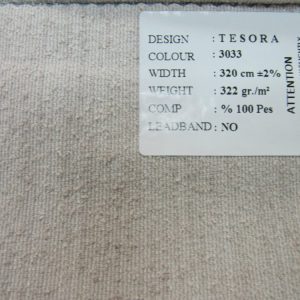 DESIGN : TESORA
COLOUR : 3033
WIDTH : 320 cm ±2%
WEIGHT : 322 gr./m²
COMP : % 100 Pes
LEADBAND : NO
ATTENTION